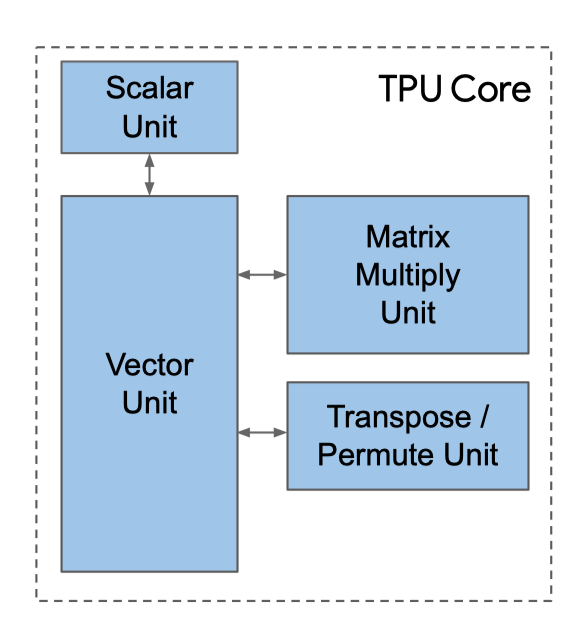 TPU Core
Scalar
Unit
Matrix
Multiply
Unit
Vector
Unit
Transpose /
Permute Unit